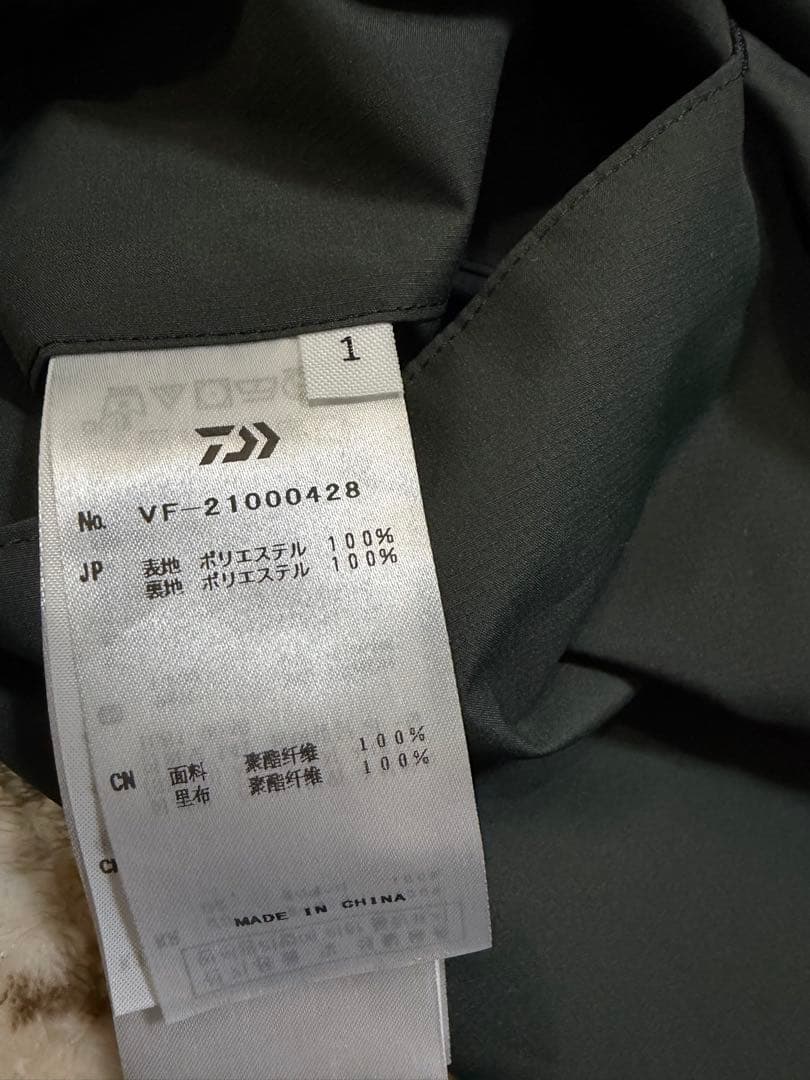 1
No. VF-21000428
JP 表地 ポリエステル 100%
裏地 ポリエステル 100%
CN 面料 聚酯纤维 100%
里布 聚酯纤维 100%
MADE IN CHINA